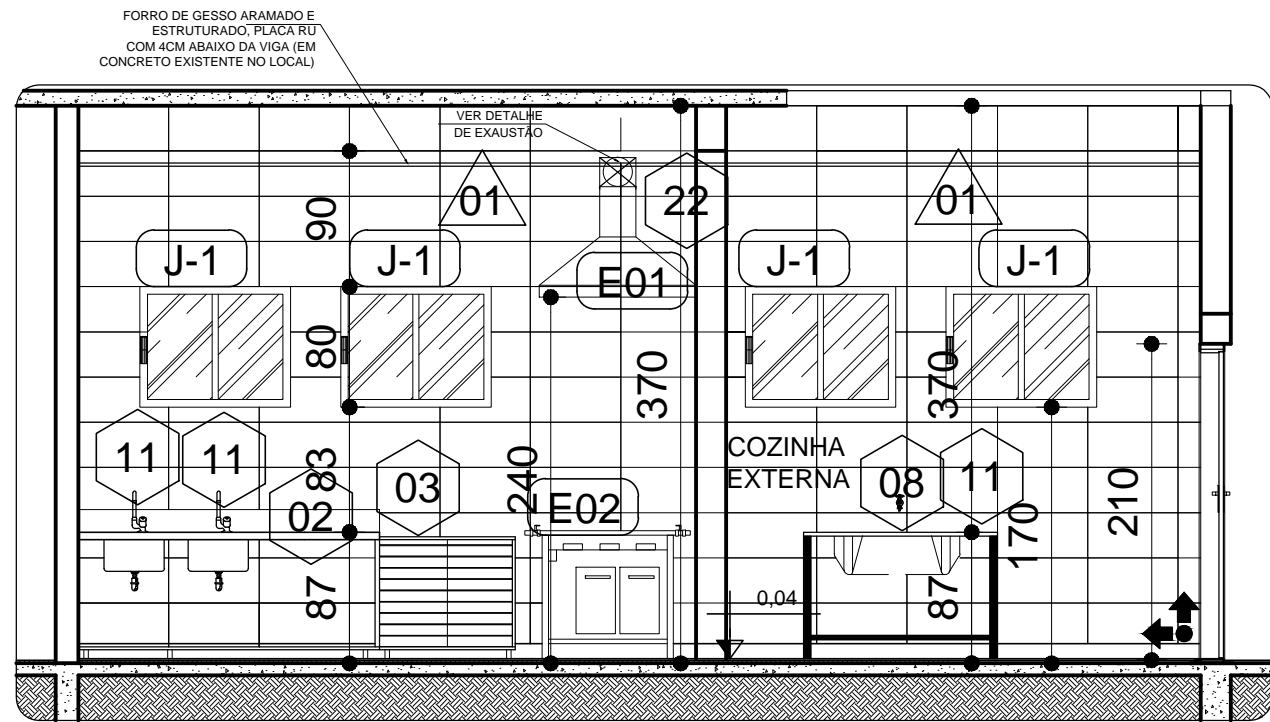 FORRO DE GESSO ARAMADO E
ESTRUTURADO, PLACA RU
COM 4CM ABAIXO DA VIGA (EM
CONCRETO EXISTENTE NO LOCAL)
VER DETALHE
DE EXAUSTÃO
01
22
01
90
J-1
J-1
E01
J-1
J-1
80
370
370
11
11
83
03
240
COZINHA
EXTERNA
08
11
02
E02
170
210
87
0,04
87